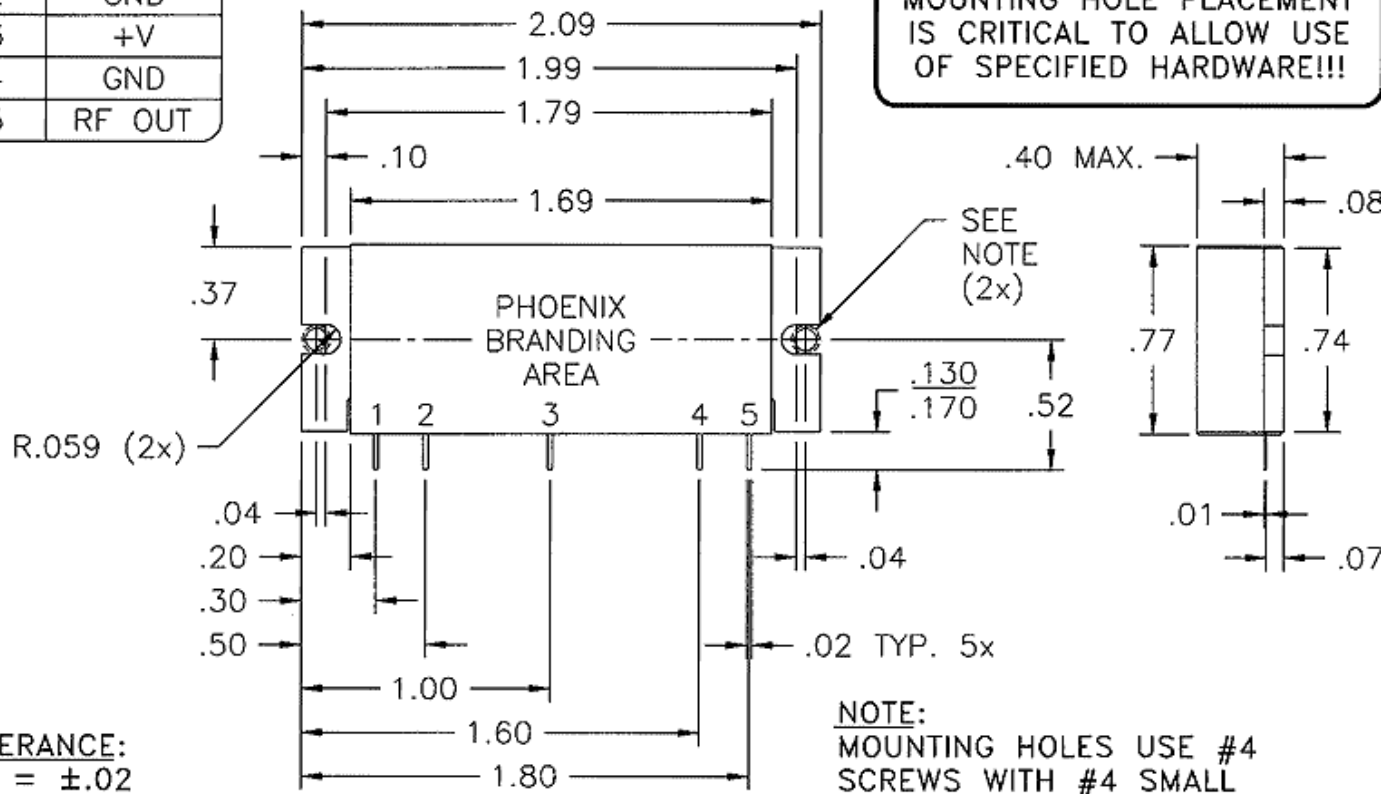 GND
+V
GND
RF OUT
2.09
1.99
1.79
.10
1.69
MOUNTING HOLE PLACEMENT
IS CRITICAL TO ALLOW USE
OF SPECIFIED HARDWARE!!!
.40 MAX.
.08
SEE
NOTE
(2x)
.37
PHOENIX
BRANDING
AREA
.77
.74
.130
.170
.52
1 2 3 4 5
R.059 (2x)
.04
.20
.30
.50
.04
.01
.07
.02 TYP. 5x
1.00
1.60
1.80
ERANCE:
= ±.02
NOTE:
MOUNTING HOLES USE #4
SCREWS WITH #4 SMALL